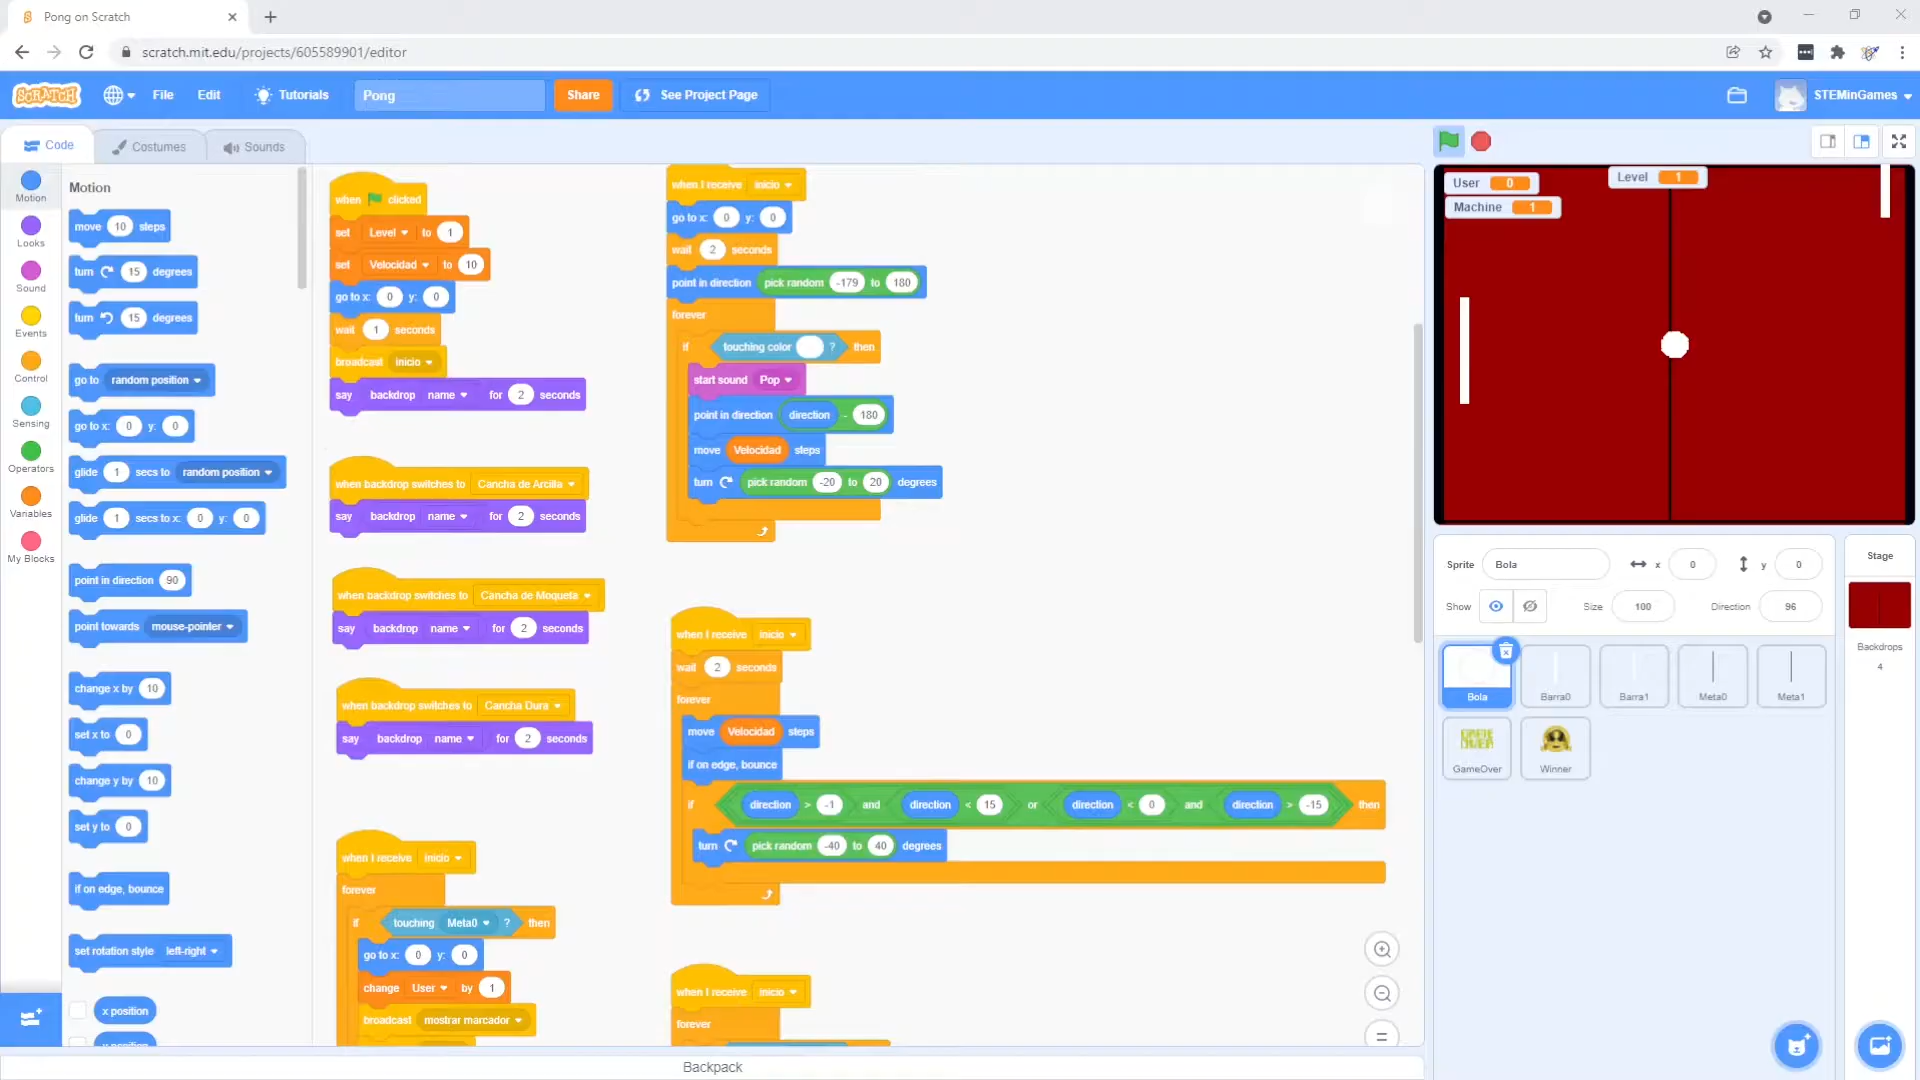 Pong on Scratch
scratch.mit.edu/projects/605589901/editor
SCRATCH File Edit Tutorials Pong Share See Project Page STEMinGames
Code Costumes Sounds
Motion
Looks
Sound
Events
Control
Sensing
Operators
Variables
My Blocks
Motion
move 10 steps
turn 15 degrees
turn 15 degrees
go to random position
go to x: 0 y: 0
glide 1 secs to random position
glide 1 secs to x: 0 y: 0
point in direction 90
point towards mouse-pointer
change x by 10
set x to 0
change y by 10
set y to 0
if on edge, bounce
set rotation style left-right
x position
when clicked
set Level to 1
set Velocidad to 10
go to x: 0 y: 0
wait 1 seconds
broadcast inicio
say backdrop name for 2 seconds
when backdrop switches to Cancha de Arcilla
say backdrop name for 2 seconds
when backdrop switches to Cancha de Moqueta
say backdrop name for 2 seconds
when backdrop switches to Cancha Dura
say backdrop name for 2 seconds
when I receive inicio
forever
if touching Meta0 ? then
go to x: 0 y: 0
change User by 1
broadcast mostrar marcador
when I receive inicio
go to x: 0 y: 0
wait 2 seconds
point in direction pick random -179 to 180
forever
if touching color ? then
start sound Pop
point in direction direction - 180
move Velocidad steps
turn pick random -20 to 20 degrees
when I receive inicio
wait 2 seconds
forever
move Velocidad steps
if on edge, bounce
if direction > -1 and direction < 15 or direction < 0 and direction > -15 then
turn pick random -40 to 40 degrees
when I receive inicio
forever
User 0
Level 1
Machine 1
Sprite Bola x 0 y 0
Show Size 100 Direction 96
Bola Barra0 Barra1 Meta0 Meta1
GAME OVER
GameOver Winner
Stage
Backdrops
4
Backpack